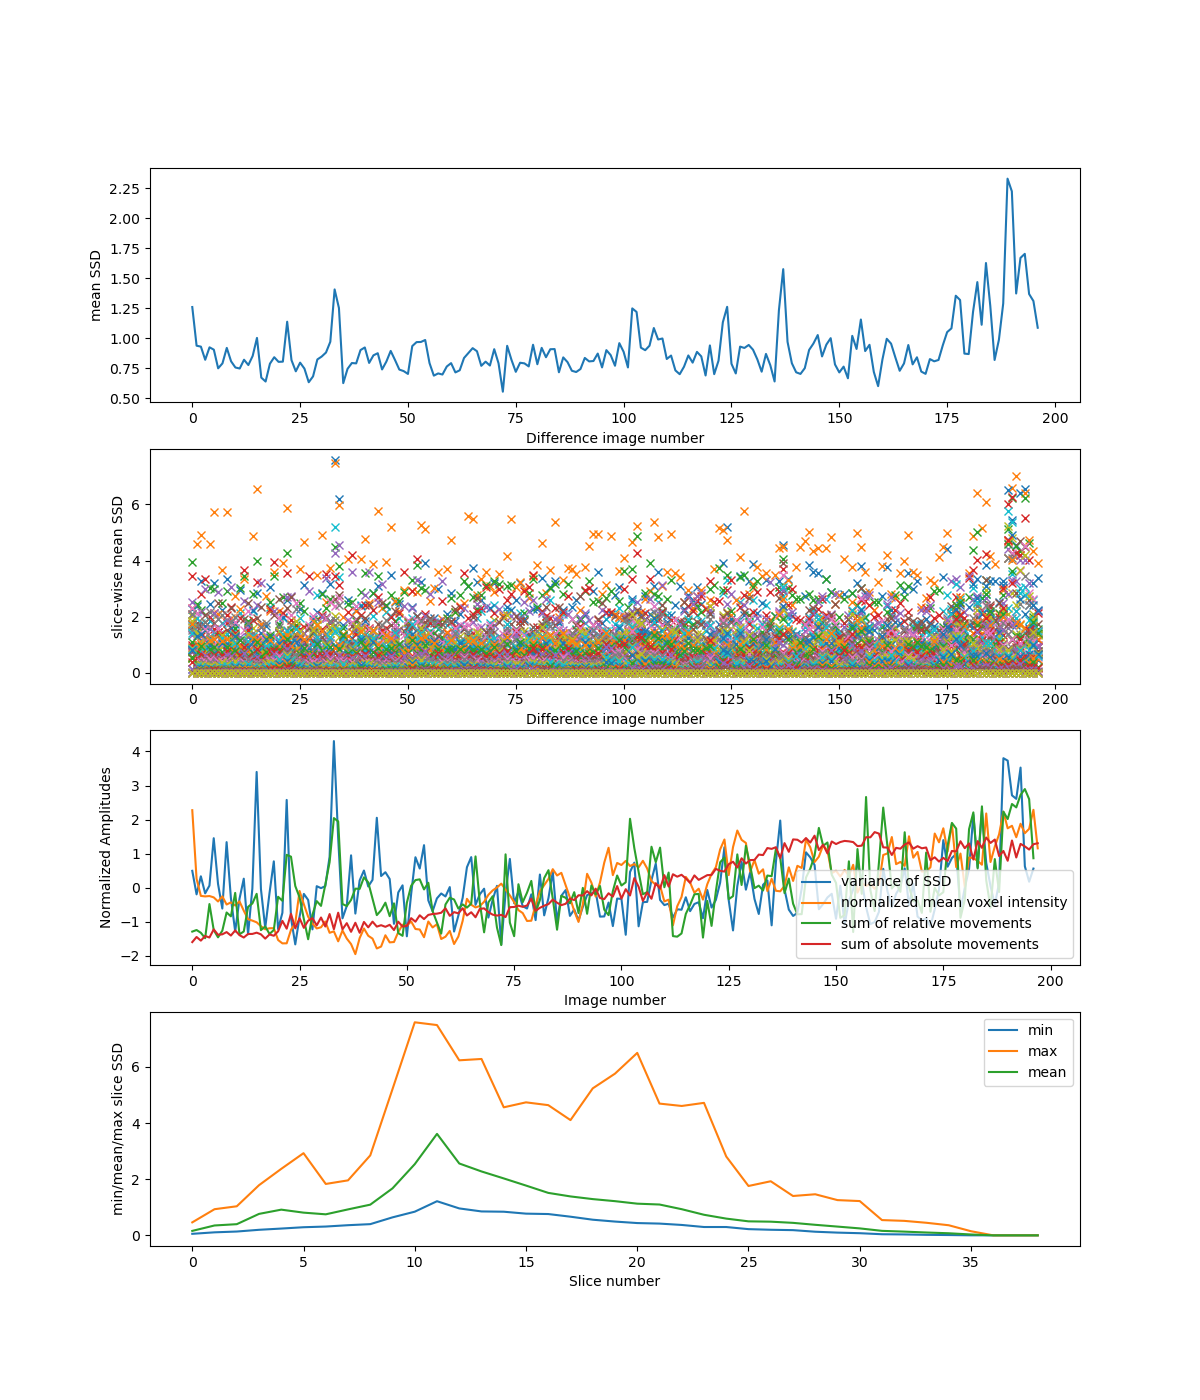 mean SSD
2.25
2.00
1.75
1.50
1.25
1.00
0.75
0.50
0 25 50 75 100 125 150 175 200
Difference image number
slice-wise mean SSD
6
4
2
0
0 25 50 75 100 125 150 175 200
Difference image number
Normalized Amplitudes
4
3
2
1
0
−1
−2
variance of SSD
normalized mean voxel intensity
sum of relative movements
sum of absolute movements
0 25 50 75 100 125 150 175 200
Image number
min/mean/max slice SSD
6
4
2
0
min
max
mean
0 5 10 15 20 25 30 35
Slice number